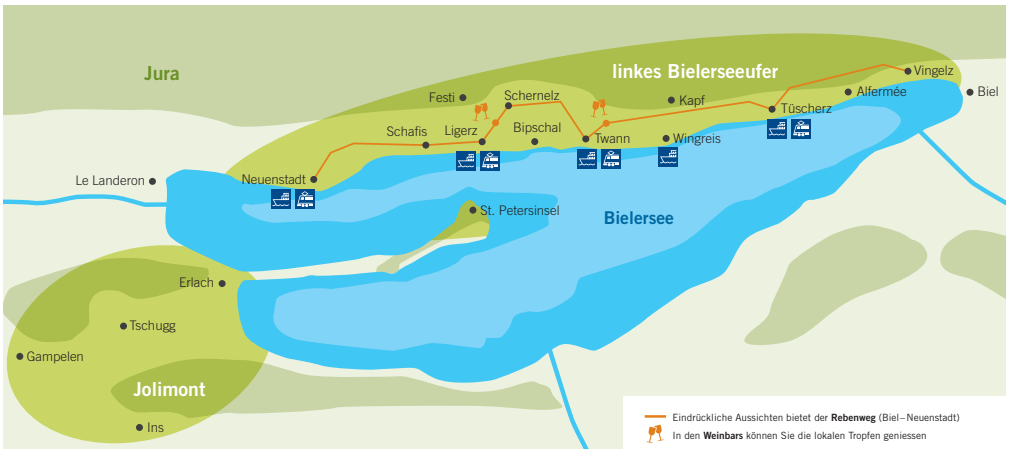 Jura
linkes Bielerseeufer
Vingelz
Biel
Alfermée
Tüscherz
Kapf
Festi
Schernelz
Schafis
Ligerz
Bipschal
Twann
Wingreis
Le Landeron
Neuenstadt
St. Petersinsel
Bielersee
Erlach
Tschugg
Gampelen
Jolimont
Ins
Eindrückliche Aussichten bietet der Rebenweg (Biel–Neuenstadt)
In den Weinbars können Sie die lokalen Tropfen geniessen